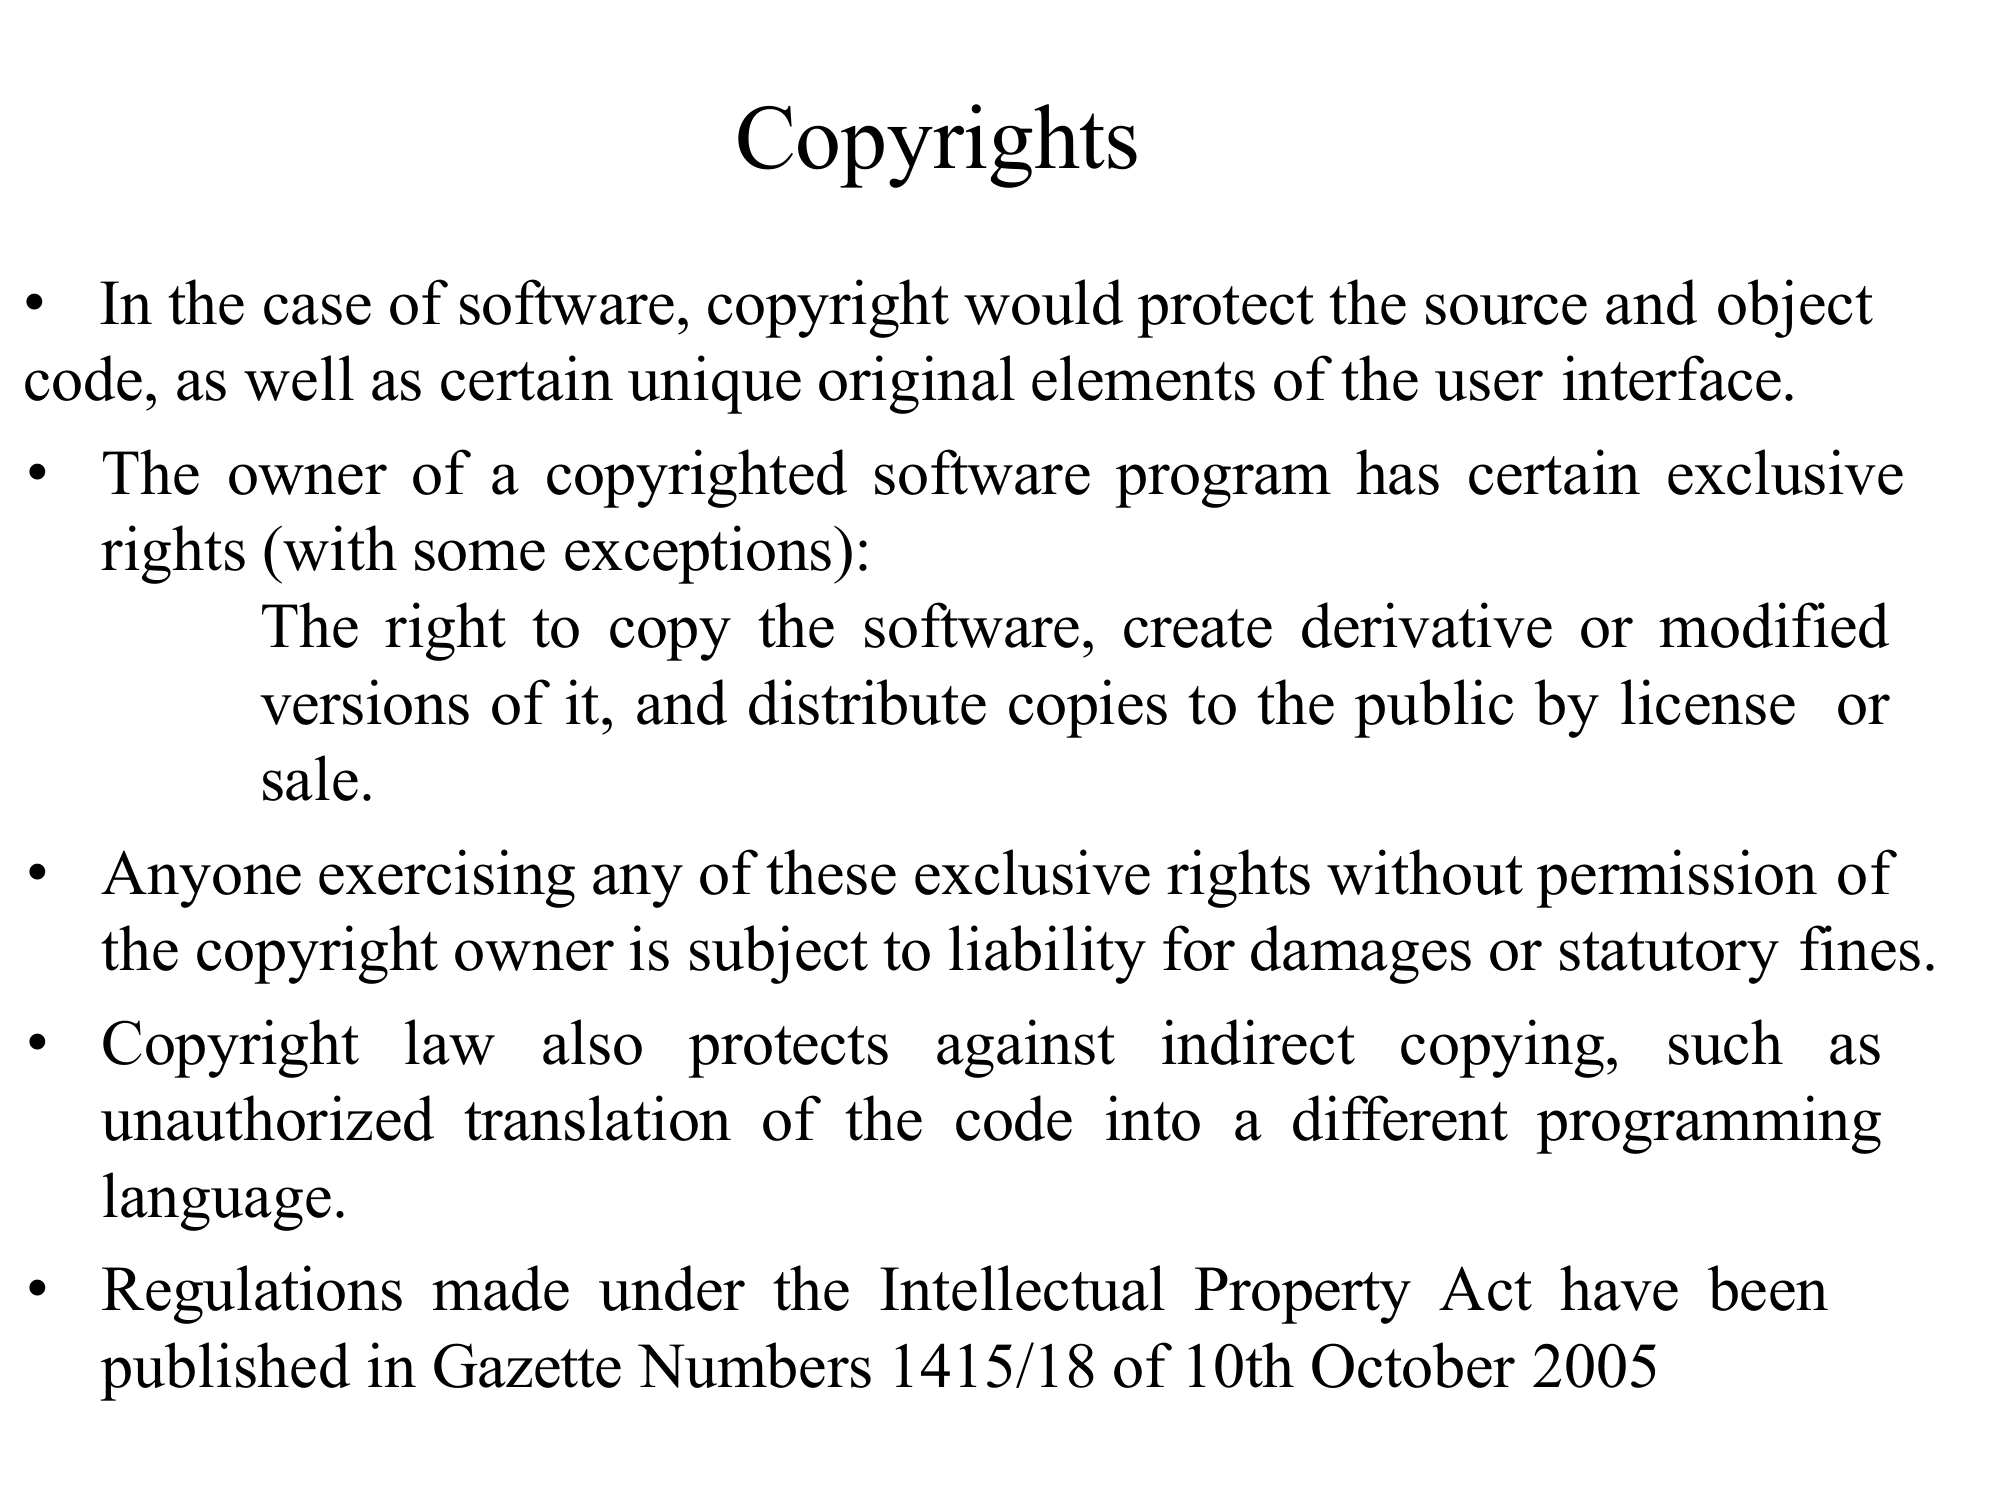 Copyrights
• In the case of software, copyright would protect the source and object
code, as well as certain unique original elements of the user interface.
• The owner of a copyrighted software program has certain exclusive
rights (with some exceptions):
The right to copy the software, create derivative or modified
versions of it, and distribute copies to the public by license or
sale.
• Anyone exercising any of these exclusive rights without permission of
the copyright owner is subject to liability for damages or statutory fines.
• Copyright law also protects against indirect copying, such as
unauthorized translation of the code into a different programming
language.
• Regulations made under the Intellectual Property Act have been
published in Gazette Numbers 1415/18 of 10th October 2005